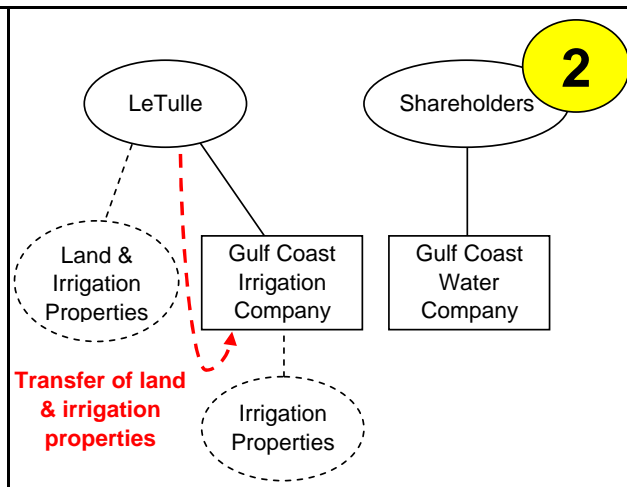 2
LeTulle
Shareholders
Land &
Irrigation
Properties
Gulf Coast
Irrigation
Company
Gulf Coast
Water
Company
Transfer of land
& irrigation
properties
Irrigation
Properties